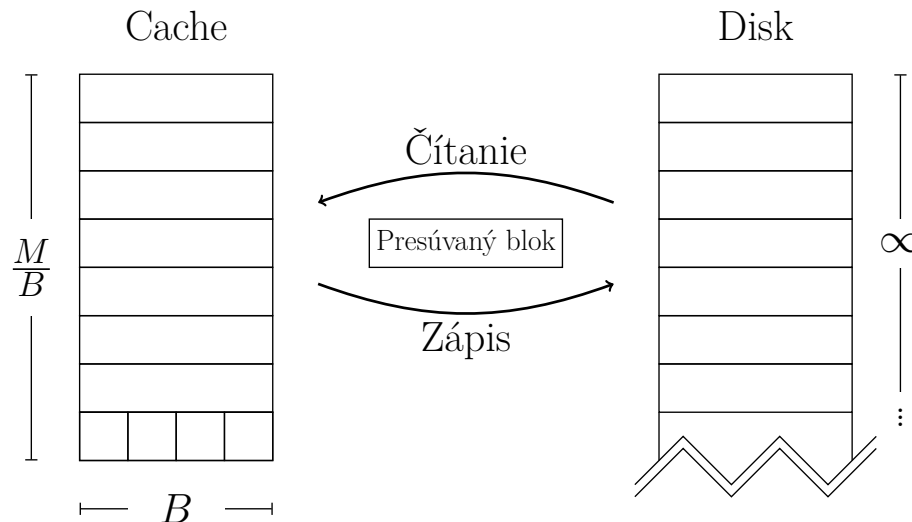 Cache
Disk
Čítanie
Presúvaný blok
M
B
∝
Zápis
⋮
B